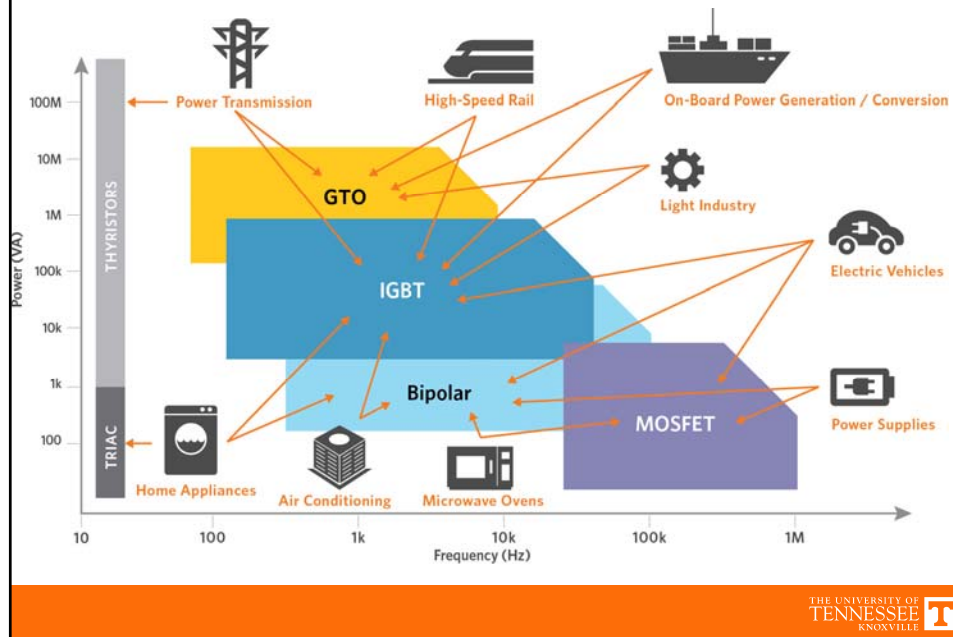 100M
Power Transmission
High-Speed Rail
On-Board Power Generation / Conversion
10M
GTO
Light Industry
1M
THYRISTORS
Power (VA)
100k
IGBT
Electric Vehicles
10k
1k
Bipolar
MOSFET
Power Supplies
100
TRIAC
Home Appliances
Air Conditioning
Microwave Ovens
10
100
1k
10k
100k
1M
Frequency (Hz)
THE UNIVERSITY OF
TENNESSEE
KNOXVILLE
T